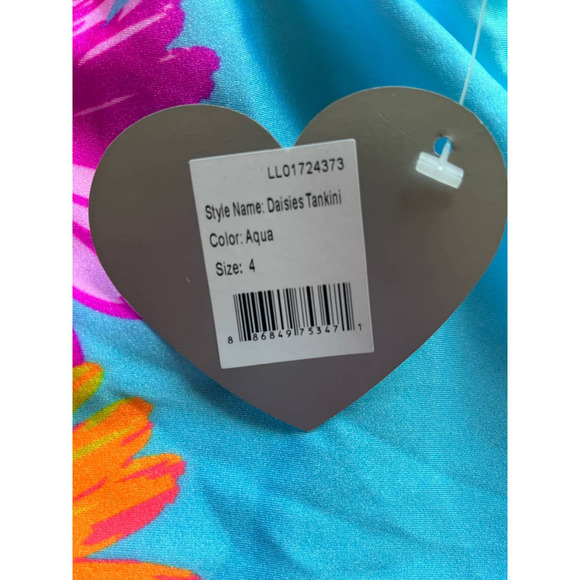 LL01724373
Style Name: Daisies Tankini
Color: Aqua
Size: 4
8 86849 75347 1